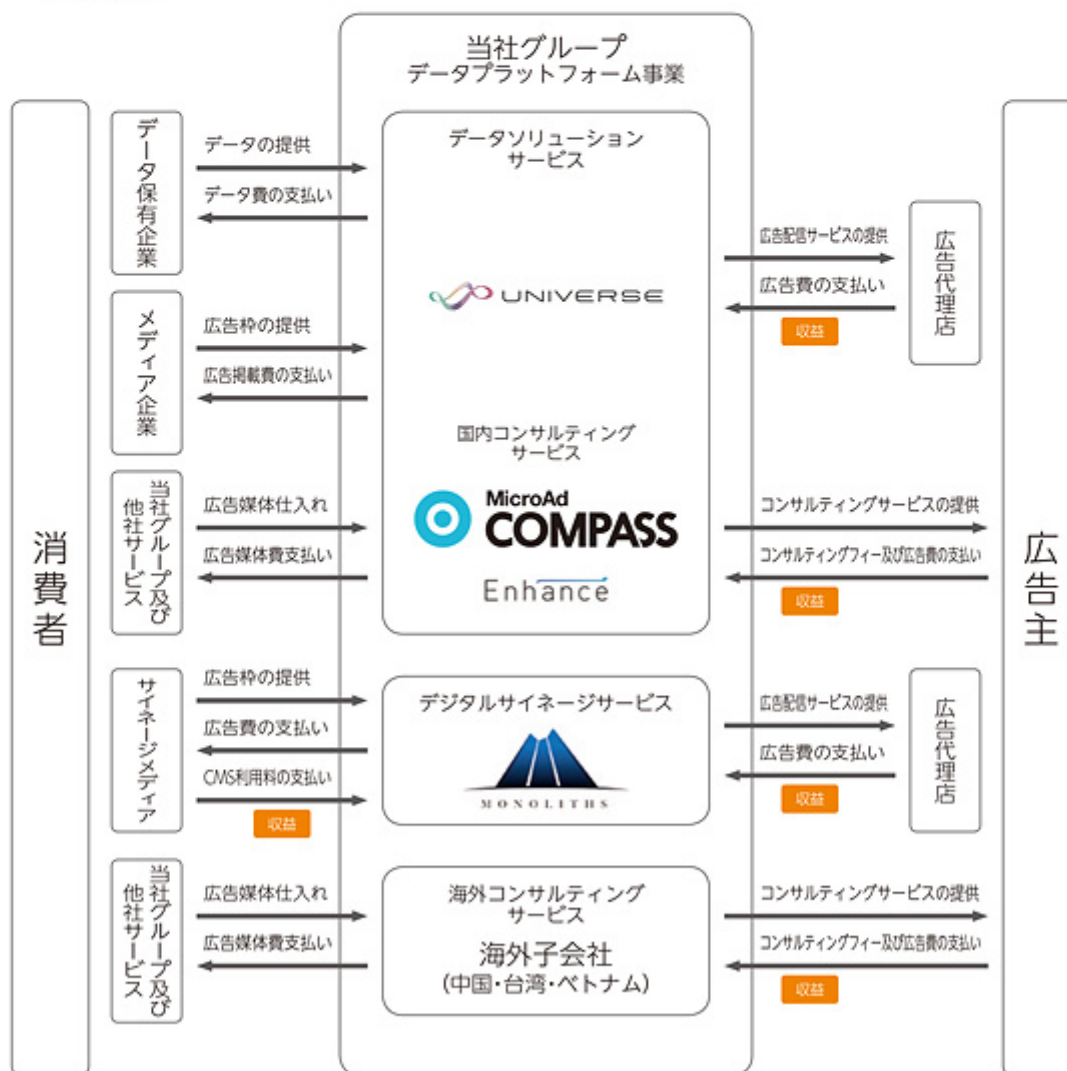 当社グループ
データプラットフォーム事業
消費者
データ保有企業
データの提供
データ費の支払い
データソリューション
サービス
UNIVERSE
広告配信サービスの提供
広告費の支払い
収益
広告代理店
メディア企業
広告枠の提供
広告掲載費の支払い
国内コンサルティング
サービス
当社グループ及び
他社サービス
広告媒体仕入れ
広告媒体費支払い
MicroAd
COMPASS
Enhance
コンサルティングサービスの提供
コンサルティングフィー及び広告費の支払い
収益
広告主
サイネージメディア
広告枠の提供
広告費の支払い
CMS利用料の支払い
収益
デジタルサイネージサービス
MONOLITHS
広告配信サービスの提供
広告費の支払い
収益
広告代理店
当社グループ及び
他社サービス
広告媒体仕入れ
広告媒体費支払い
海外コンサルティング
サービス
海外子会社
(中国・台湾・ベトナム)
コンサルティングサービスの提供
コンサルティングフィー及び広告費の支払い
収益